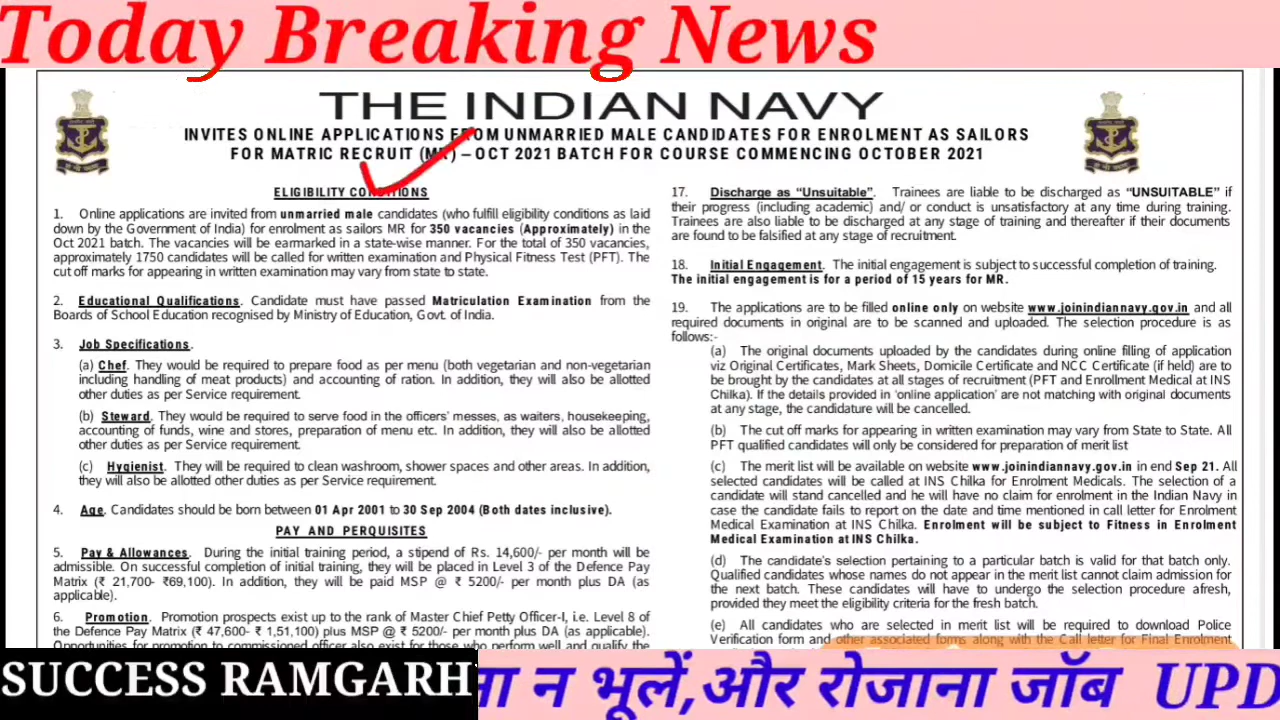 Today Breaking News
THE INDIAN NAVY
INVITES ONLINE APPLICATIONS FROM UNMARRIED MALE CANDIDATES FOR ENROLMENT AS SAILORS
FOR MATRIC RECRUIT (MR) – OCT 2021 BATCH FOR COURSE COMMENCING OCTOBER 2021
ELIGIBILITY CONDITIONS
1. Online applications are invited from unmarried male candidates (who fulfill eligibility conditions as laid
down by the Government of India) for enrolment as sailors MR for 350 vacancies (Approximately) in the
Oct 2021 batch. The vacancies will be earmarked in a state-wise manner. For the total of 350 vacancies,
approximately 1750 candidates will be called for written examination and Physical Fitness Test (PFT). The
cut off marks for appearing in written examination may vary from state to state.
2. Educational Qualifications. Candidate must have passed Matriculation Examination from the
Boards of School Education recognised by Ministry of Education, Govt. of India.
3. Job Specifications.
(a) Chef. They would be required to prepare food as per menu (both vegetarian and non-vegetarian
including handling of meat products) and accounting of ration. In addition, they will also be allotted
other duties as per Service requirement.
(b) Steward. They would be required to serve food in the officers' messes, as waiters, housekeeping,
accounting of funds, wine and stores, preparation of menu etc. In addition, they will also be allotted
other duties as per Service requirement.
(c) Hygienist. They will be required to clean washroom, shower spaces and other areas. In addition,
they will also be allotted other duties as per Service requirement.
4. Age. Candidates should be born between 01 Apr 2001 to 30 Sep 2004 (Both dates inclusive).
PAY AND PERQUISITES
5. Pay & Allowances. During the initial training period, a stipend of Rs. 14,600/- per month will be
admissible. On successful completion of initial training, they will be placed in Level 3 of the Defence Pay
Matrix (₹ 21,700- ₹69,100). In addition, they will be paid MSP @ ₹ 5200/- per month plus DA (as
applicable).
6. Promotion. Promotion prospects exist up to the rank of Master Chief Petty Officer-I, i.e. Level 8 of
the Defence Pay Matrix (₹ 47,600- ₹ 1,51,100) plus MSP @ ₹ 5200/- per month plus DA (as applicable).
Opportunities for promotion to commissioned officer also exist for those who perform well and qualify the
17. Discharge as “Unsuitable”. Trainees are liable to be discharged as “UNSUITABLE” if
their progress (including academic) and/ or conduct is unsatisfactory at any time during training.
Trainees are also liable to be discharged at any stage of training and thereafter if their documents
are found to be falsified at any stage of recruitment.
18. Initial Engagement. The initial engagement is subject to successful completion of training.
The initial engagement is for a period of 15 years for MR.
19. The applications are to be filled online only on website www.joinindiannavy.gov.in and all
required documents in original are to be scanned and uploaded. The selection procedure is as
follows:-
(a) The original documents uploaded by the candidates during online filling of application
viz Original Certificates, Mark Sheets, Domicile Certificate and NCC Certificate (if held) are to
be brought by the candidates at all stages of recruitment (PFT and Enrollment Medical at INS
Chilka). If the details provided in 'online application' are not matching with original documents
at any stage, the candidature will be cancelled.
(b) The cut off marks for appearing in written examination may vary from State to State. All
PFT qualified candidates will only be considered for preparation of merit list
(c) The merit list will be available on website www.joinindiannavy.gov.in in end Sep 21. All
selected candidates will be called at INS Chilka for Enrolment Medicals. The selection of a
candidate will stand cancelled and he will have no claim for enrolment in the Indian Navy in
case the candidate fails to report on the date and time mentioned in call letter for Enrolment
Medical Examination at INS Chilka. Enrolment will be subject to Fitness in Enrolment
Medical Examination at INS Chilka.
(d) The candidate's selection pertaining to a particular batch is valid for that batch only.
Qualified candidates whose names do not appear in the merit list cannot claim admission for
the next batch. These candidates will have to undergo the selection procedure afresh,
provided they meet the eligibility criteria for the fresh batch.
(e) All candidates who are selected in merit list will be required to download Police
Verification form and other associated forms along with the Call letter for Final Enrolment
SUCCESS RAMGARH न भूलें,और रोजाना जॉब UPD